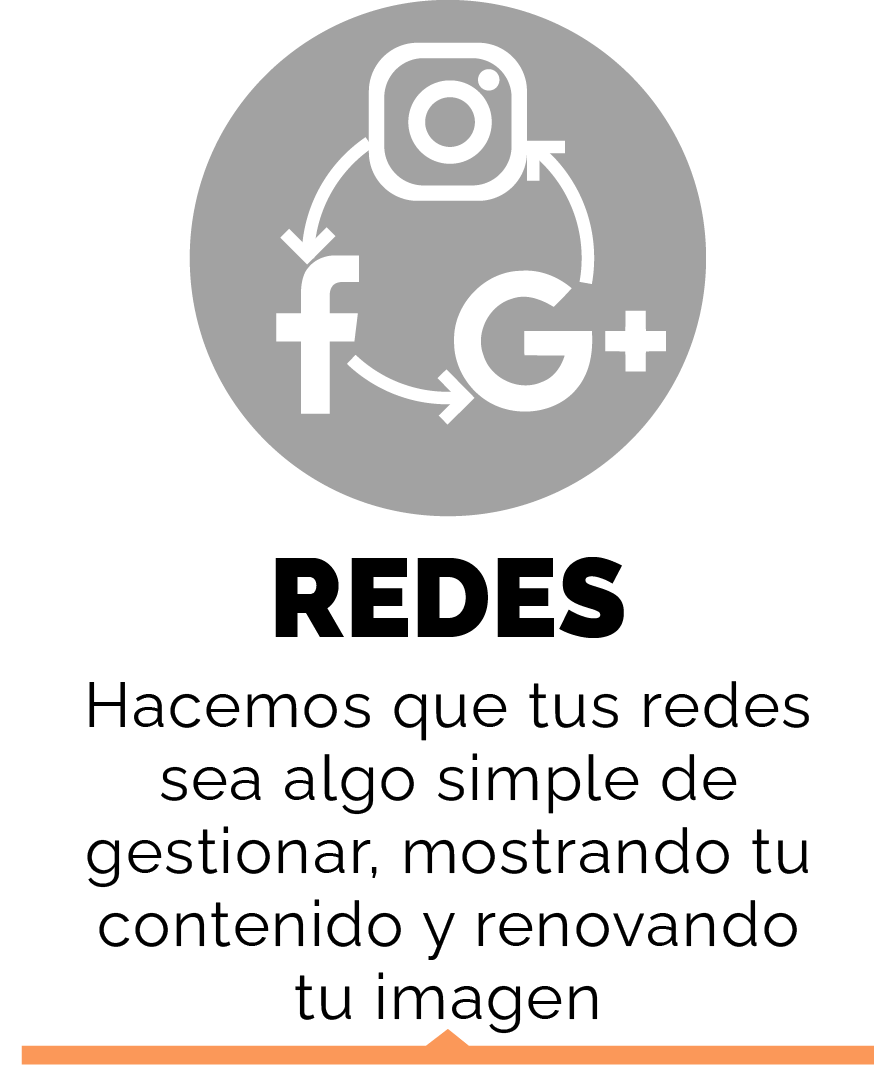 f G+
REDES
Hacemos que tus redes
sea algo simple de
gestionar, mostrando tu
contenido y renovando
tu imagen